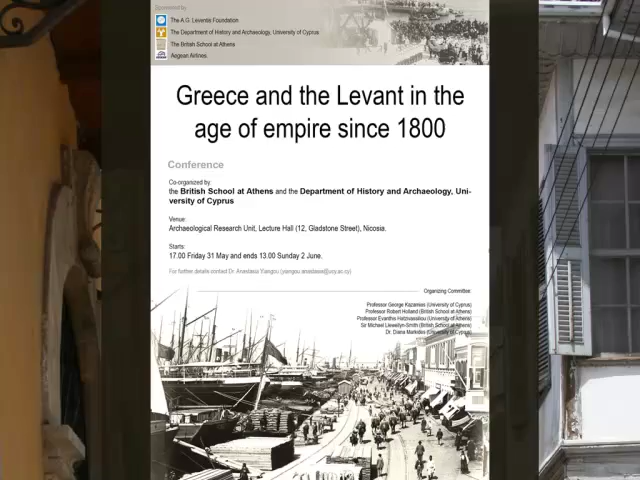 Sponsored by
The A.G. Leventis Foundation
The Department of History and Archaeology, University of Cyprus
The British School at Athens
Aegean Airlines
Greece and the Levant in the
age of empire since 1800
Conference
Co-organized by:
the British School at Athens and the Department of History and Archaeology, Uni-
versity of Cyprus
Venue:
Archaeological Research Unit, Lecture Hall (12, Gladstone Street), Nicosia.
Starts:
17.00 Friday 31 May and ends 13.00 Sunday 2 June.
For further details contact Dr. Anastasia Yiangou
Organizing Committee:
Professor George Kazamias (University of Cyprus)
Professor Robert Holland (British School at Athens)
Professor Evanthis Hatzivassiliou (University of Athens)
Sir Michael Llewellyn-Smith (British School at Athens)
Dr. Diana Markides (University of Cyprus)